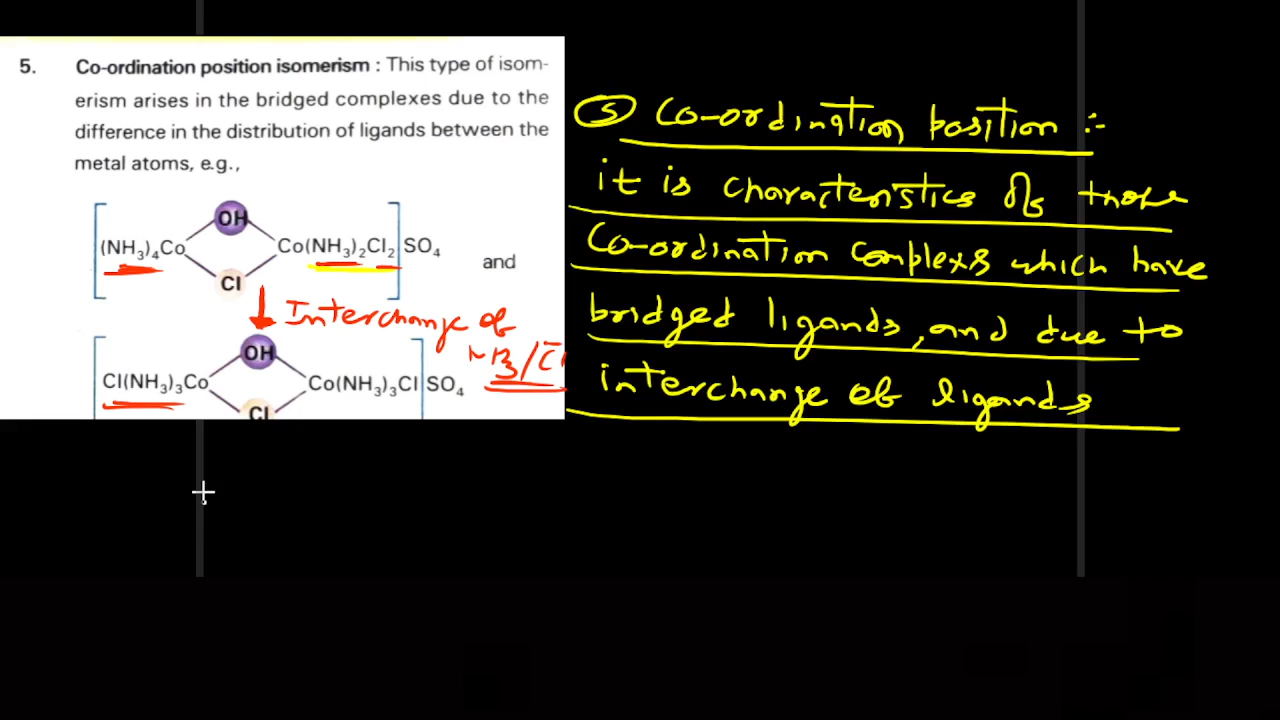 5. Co-ordination position isomerism : This type of isom-
erism arises in the bridged complexes due to the
difference in the distribution of ligands between the
metal atoms, e.g.,
OH
(NH₃)₄Co Co(NH₃)₂Cl₂ SO₄ and
Cl
Interchange of
NH₃/Cl
OH
Cl(NH₃)₃Co Co(NH₃)₃Cl SO₄
Cl
⑤ Co-ordination position :-
it is characteristics of those
Co-ordination complexes which have
bridged ligands, and due to
interchange of ligands